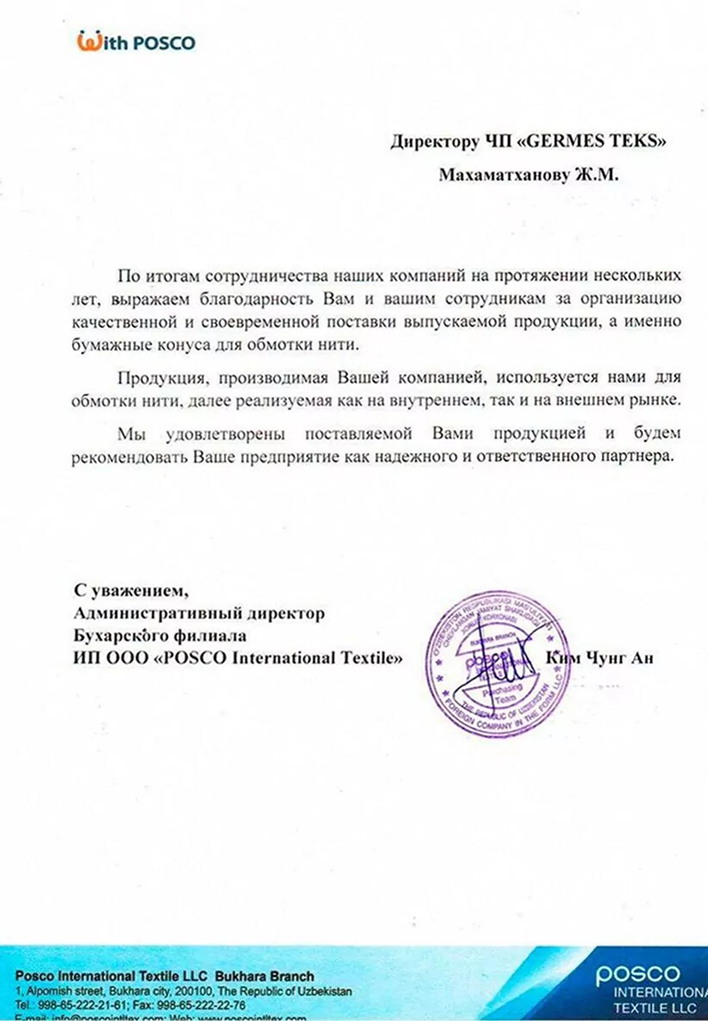 With POSCO
Директору ЧП «GERMES TEKS»
Махаматханову Ж.М.
По итогам сотрудничества наших компаний на протяжении нескольких
лет, выражаем благодарность Вам и вашим сотрудникам за организацию
качественной и своевременной поставки выпускаемой продукции, а именно
бумажные конуса для обмотки нити.
Продукция, производимая Вашей компанией, используется нами для
обмотки нити, далее реализуемая как на внутреннем, так и на внешнем рынке.
Мы удовлетворены поставляемой Вами продукцией и будем
рекомендовать Ваше предприятие как надежного и ответственного партнера.
С уважением,
Административный директор
Бухарского филиала
ИП ООО «POSCO International Textile»
Ким Чунг Ан
BUKHARA BRANCH
posco
Purchasing
Team
THE REPUBLIC OF UZBEKISTAN
FOREIGN COMPANY IN THE FORM LLC
Posco International Textile LLC Bukhara Branch
1, Alpomish street, Bukhara city, 200100, The Republic of Uzbekistan
Tel.: 998-65-222-21-61; Fax: 998-65-222-22-76
E-mail: info@poscointltex.com; Web: www.poscointltex.com
posco
INTERNATIONAL
TEXTILE LLC